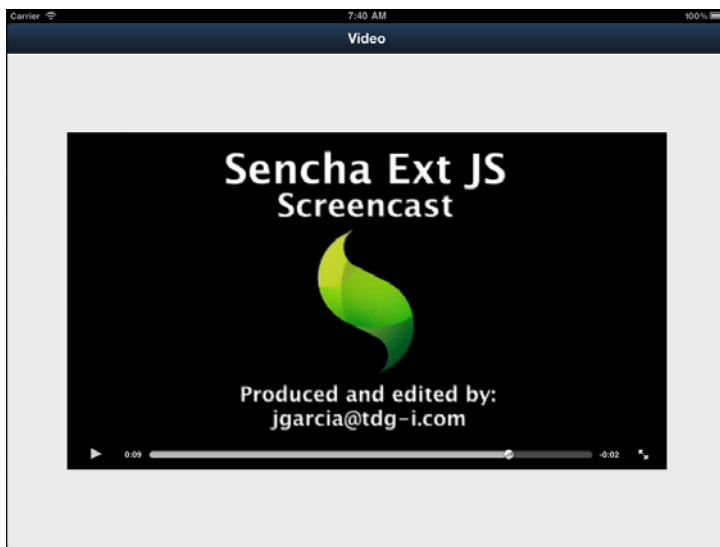 Carrier 7:40 AM 100%
Video
Sencha Ext JS
Screencast
Produced and edited by:
jgarcia@tdg-i.com
0:09 -0:02